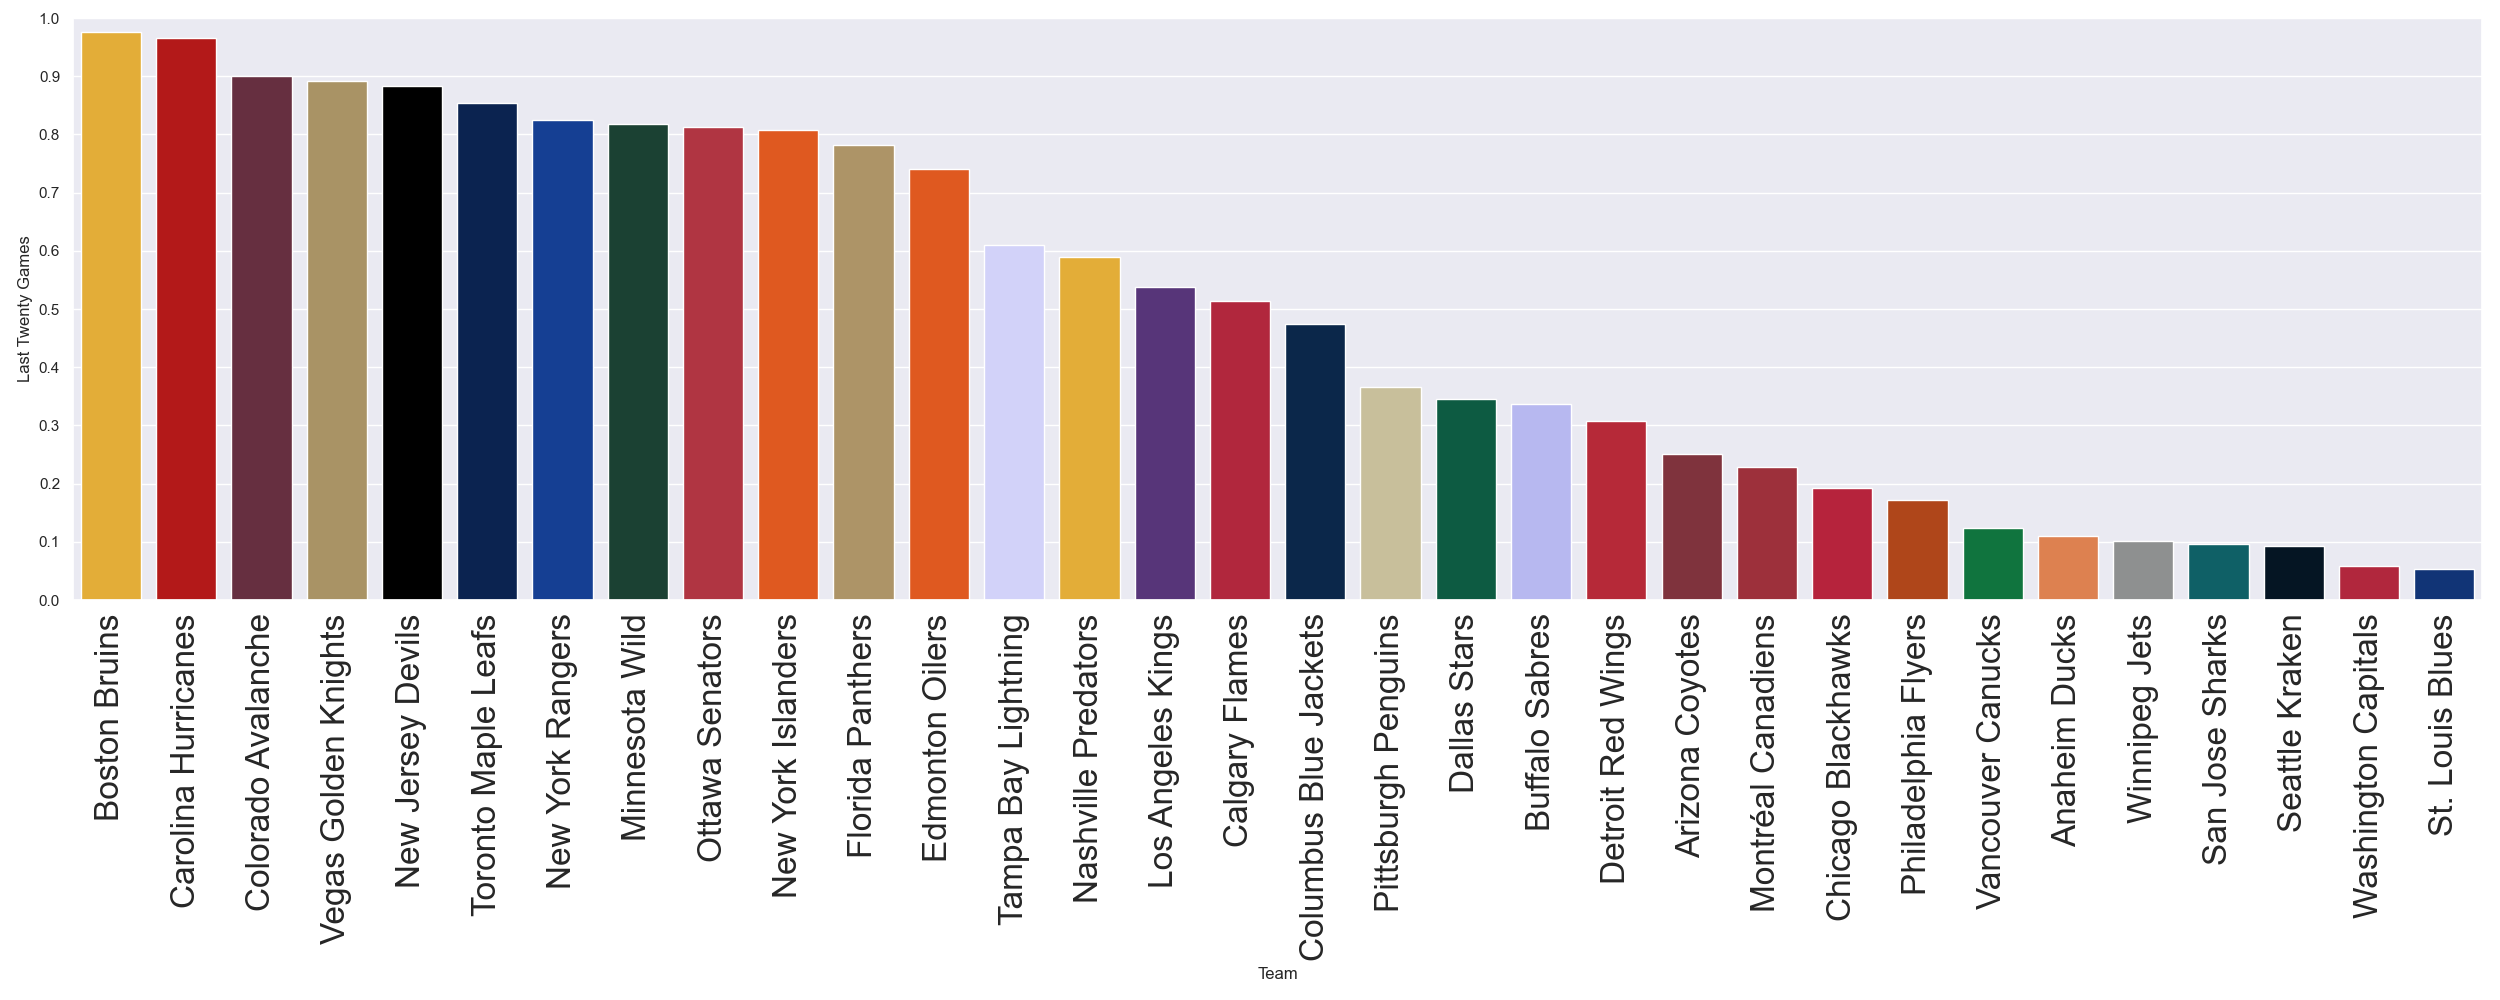 1.0
0.9
0.8
0.7
0.6
0.5
0.4
0.3
0.2
0.1
0.0
Last Twenty Games
Boston Bruins
Carolina Hurricanes
Colorado Avalanche
Vegas Golden Knights
New Jersey Devils
Toronto Maple Leafs
New York Rangers
Minnesota Wild
Ottawa Senators
New York Islanders
Florida Panthers
Edmonton Oilers
Tampa Bay Lightning
Nashville Predators
Los Angeles Kings
Calgary Flames
Columbus Blue Jackets
Pittsburgh Penguins
Dallas Stars
Buffalo Sabres
Detroit Red Wings
Arizona Coyotes
Montréal Canadiens
Chicago Blackhawks
Philadelphia Flyers
Vancouver Canucks
Anaheim Ducks
Winnipeg Jets
San Jose Sharks
Seattle Kraken
Washington Capitals
St. Louis Blues
Team